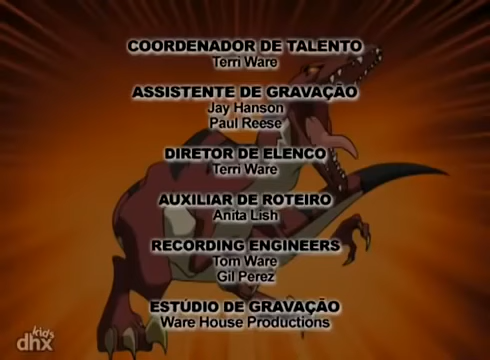 COORDENADOR DE TALENTO
Terri Ware
ASSISTENTE DE GRAVAÇÃO
Jay Hanson
Paul Reese
DIRETOR DE ELENCO
Terri Ware
AUXILIAR DE ROTEIRO
Anita Lish
RECORDING ENGINEERS
Tom Ware
Gil Perez
ESTÚDIO DE GRAVAÇÃO
Ware House Productions
kids
dhx